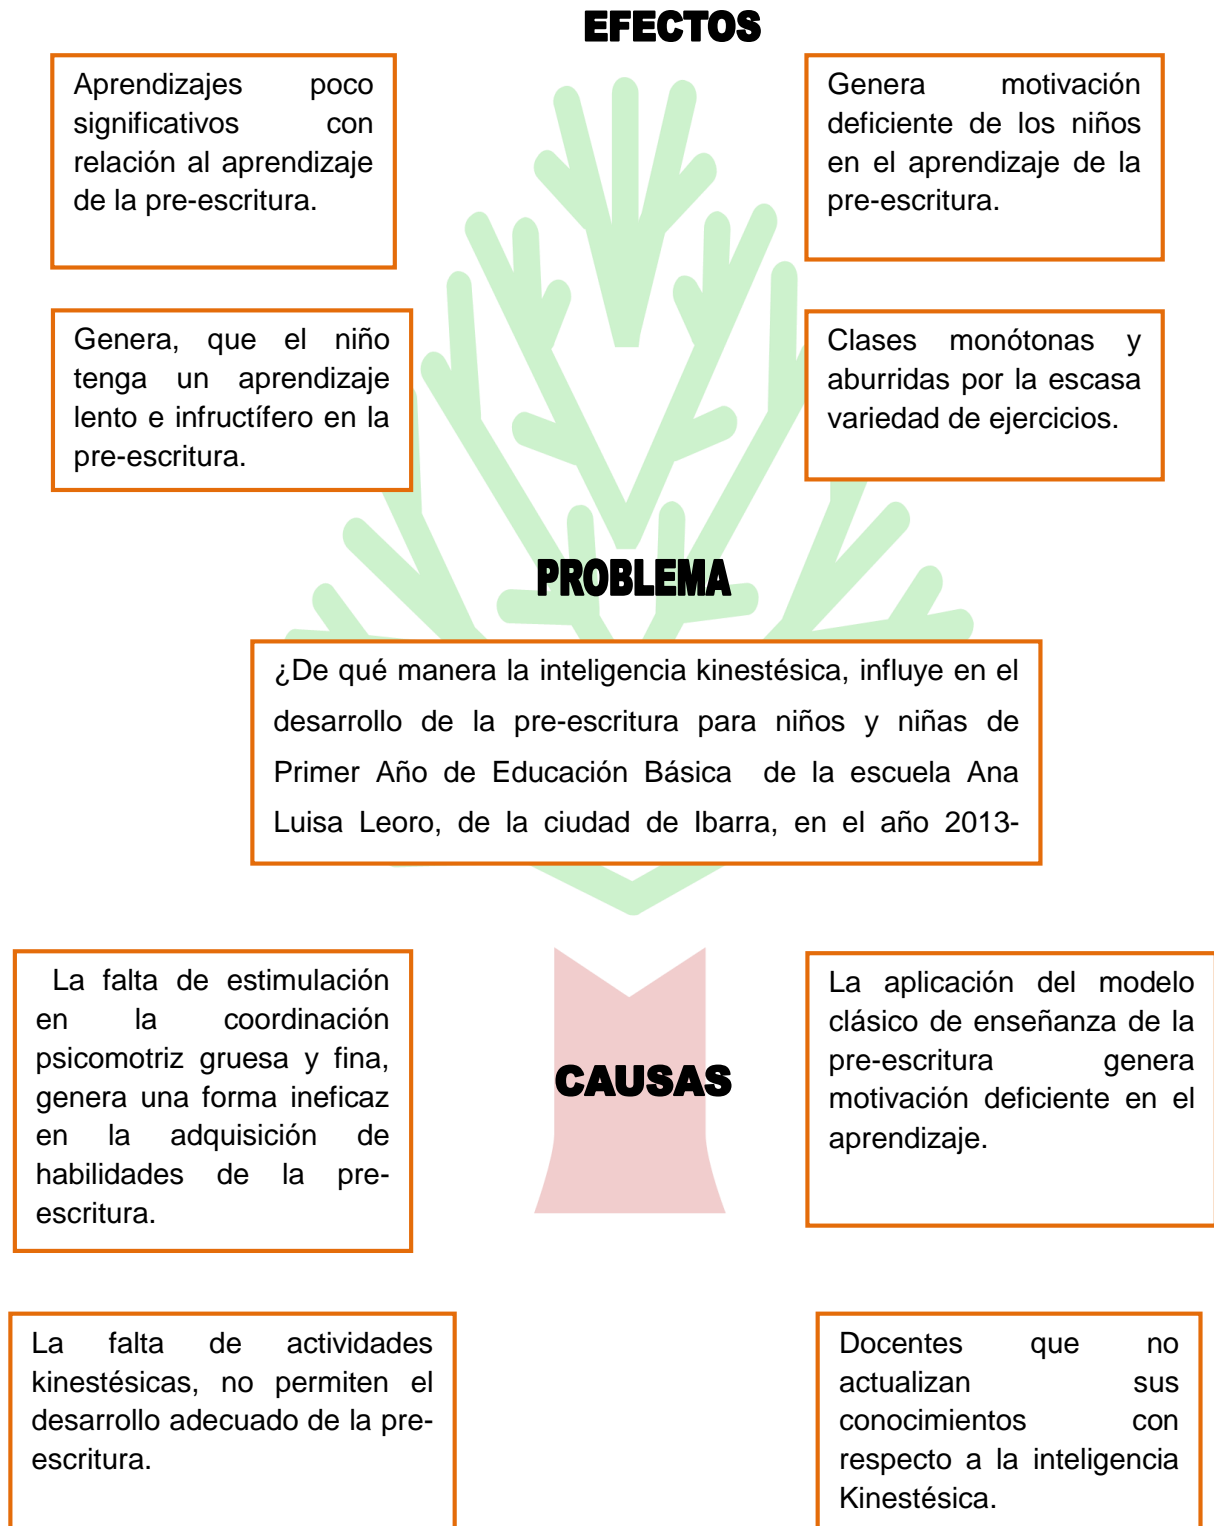 EFECTOS
Aprendizajes poco
significativos con
relación al aprendizaje
de la pre-escritura.
Genera motivación
deficiente de los niños
en el aprendizaje de la
pre-escritura.
Genera, que el niño
tenga un aprendizaje
lento e infructífero en la
pre-escritura.
Clases monótonas y
aburridas por la escasa
variedad de ejercicios.
PROBLEMA
¿De qué manera la inteligencia kinestésica, influye en el
desarrollo de la pre-escritura para niños y niñas de
Primer Año de Educación Básica de la escuela Ana
Luisa Leoro, de la ciudad de Ibarra, en el año 2013-
La falta de estimulación
en la coordinación
psicomotriz gruesa y fina,
genera una forma ineficaz
en la adquisición de
habilidades de la pre-
escritura.
CAUSAS
La aplicación del modelo
clásico de enseñanza de la
pre-escritura genera
motivación deficiente en el
aprendizaje.
La falta de actividades
kinestésicas, no permiten el
desarrollo adecuado de la pre-
escritura.
Docentes que no
actualizan sus
conocimientos con
respecto a la inteligencia
Kinestésica.